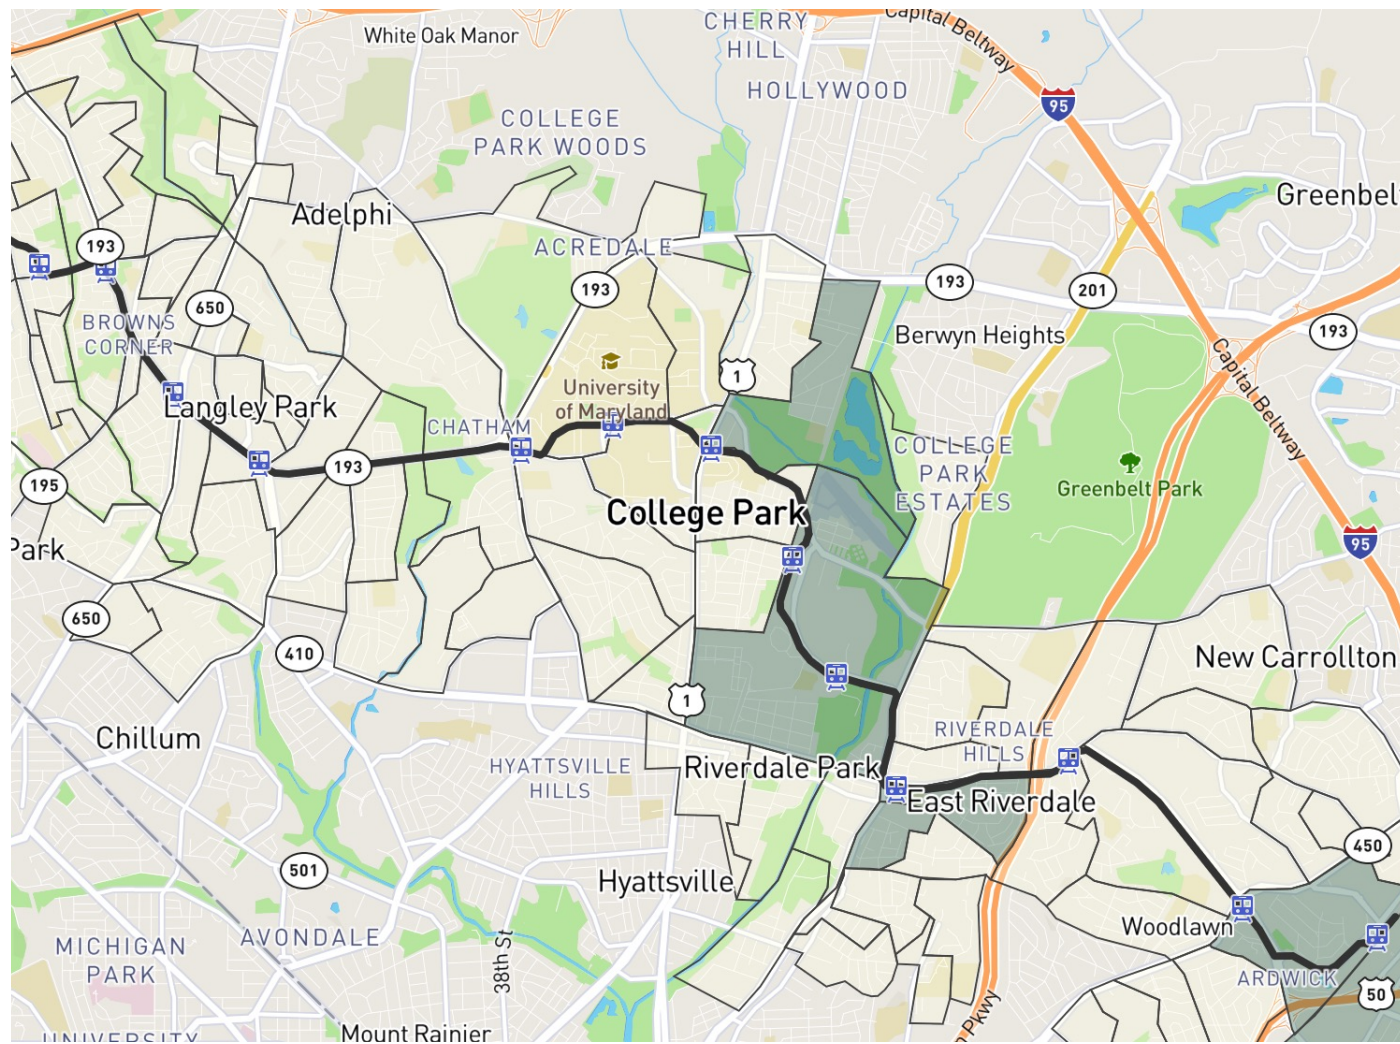 White Oak Manor
CHERRY
HILL
Capital Beltway
HOLLYWOOD
95
COLLEGE
PARK WOODS
Adelphi
Greenbel
193
ACREDALE
193
650
BROWNS
CORNER
193
201
193
Berwyn Heights
Capital Beltway
1
University
of Maryland
Langley Park
CHATHAM
COLLEGE
PARK
ESTATES
193
195
Greenbelt Park
College Park
Park
95
650
410
New Carrollton
1
Chillum
RIVERDALE
HILLS
HYATTSVILLE
HILLS
Riverdale Park
East Riverdale
450
501
Hyattsville
Woodlawn
AVONDALE
MICHIGAN
PARK
38th St
ARDWICK
50
n Pkwy
UNIVERSITY
Mount Rainier